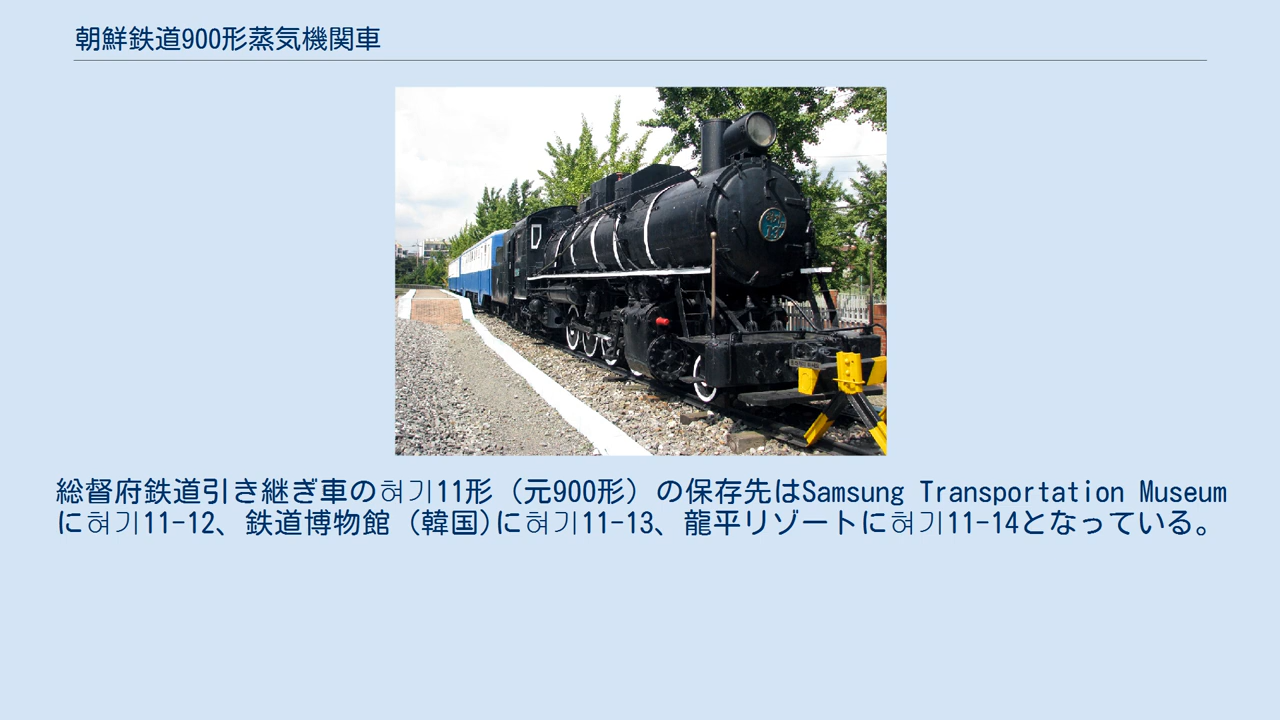 朝鮮鉄道900形蒸気機関車
総督府鉄道引き継ぎ車の혀기11形（元900形）の保存先はSamsung Transportation Museum
に혀기11-12、鉄道博物館 (韓国)に혀기11-13、龍平リゾートに혀기11-14となっている。